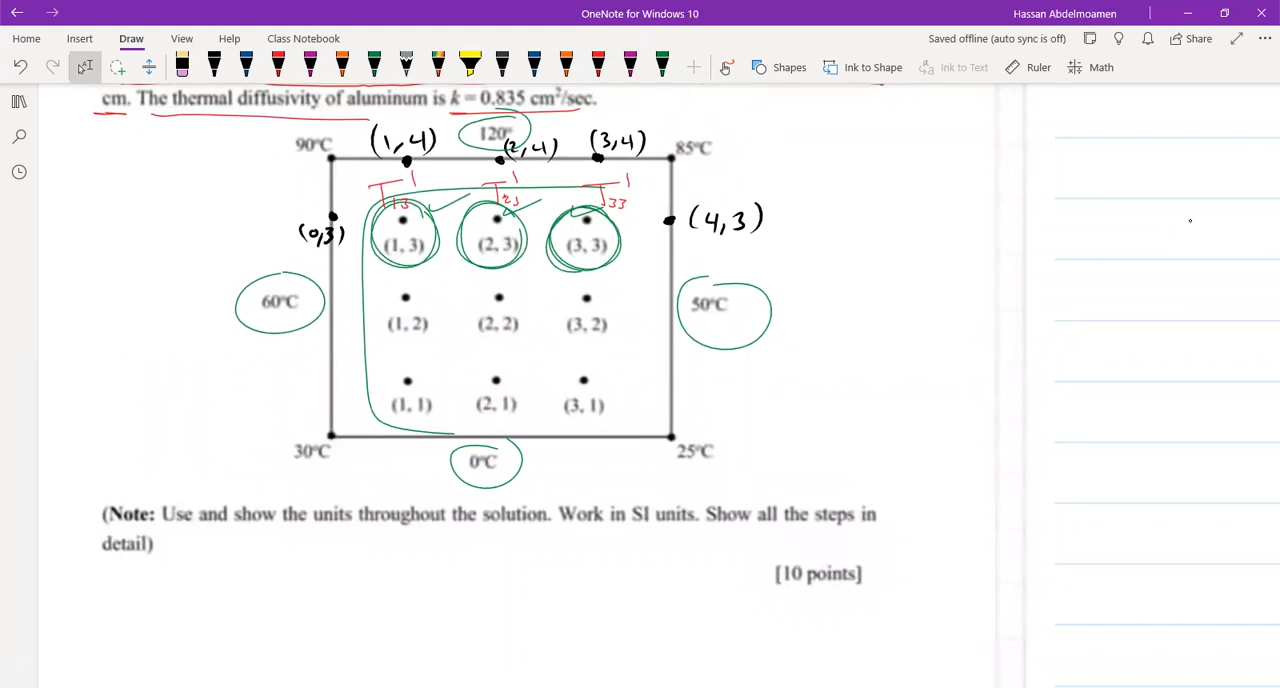 OneNote for Windows 10
Hassan Abdelmoamen
Home Insert Draw View Help Class Notebook
Saved offline (auto sync is off) Share
Shapes Ink to Shape Ink to Text Ruler Math
cm. The thermal diffusivity of aluminum is k = 0.835 cm²/sec.
90°C (1,4) 120° (2,4) (3,4) 85°C
T₁₃¹ T₂₃¹ T₃₃¹
(0,3) (1, 3) (2, 3) (3, 3) (4,3)
60°C (1, 2) (2, 2) (3, 2) 50°C
(1, 1) (2, 1) (3, 1)
30°C 0°C 25°C
(Note: Use and show the units throughout the solution. Work in SI units. Show all the steps in
detail)
[10 points]